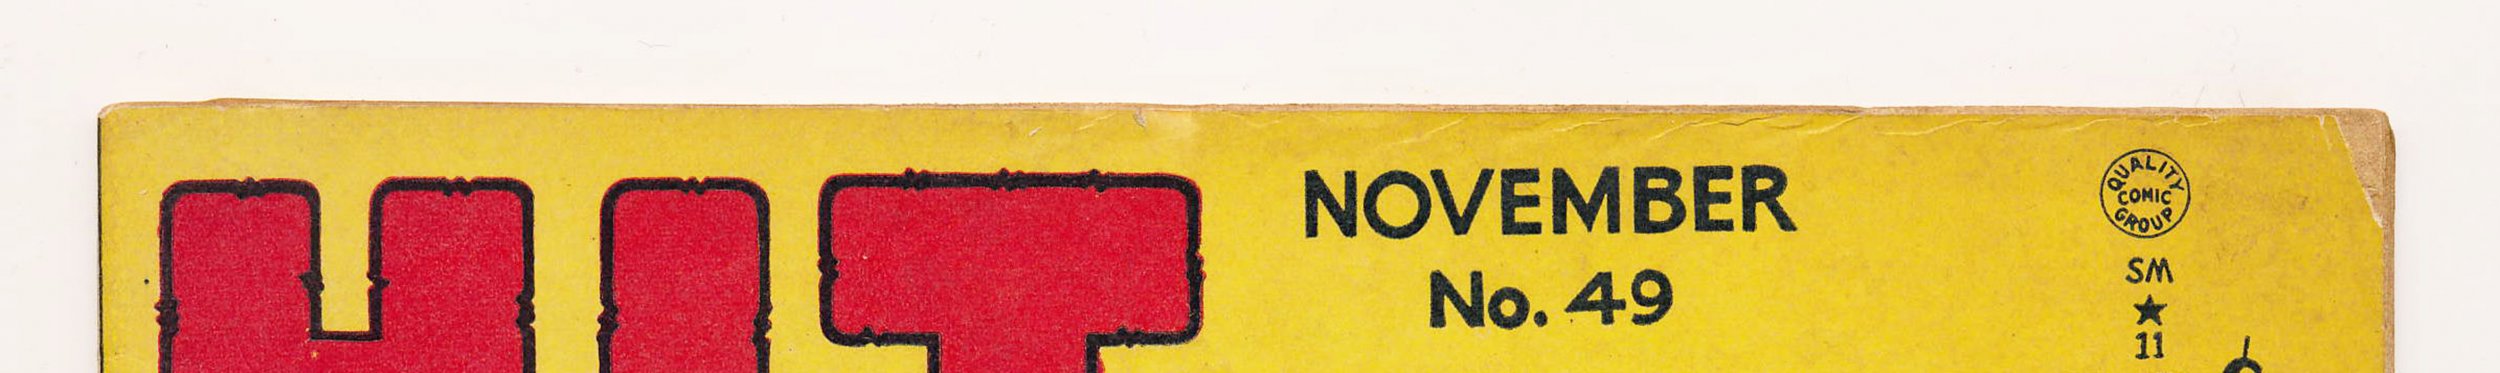 HIT
NOVEMBER
No. 49
QUALITY
COMIC
GROUP
SM
★
11